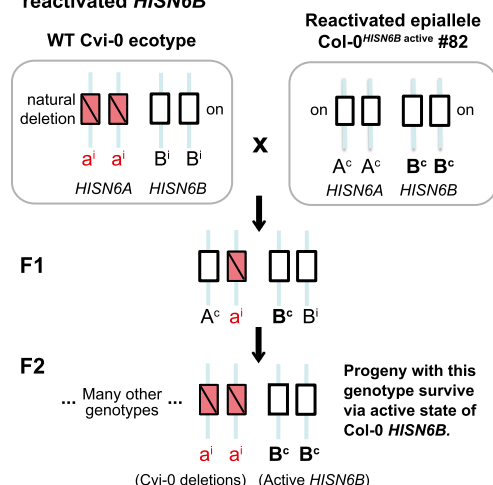 reactivated HISN6B
WT Cvi-0 ecotype
Reactivated epiallele
Col-0^HISN6B active #82
natural
deletion
on
on
on
aⁱ aⁱ Bⁱ Bⁱ
HISN6A HISN6B
x
Aᶜ Aᶜ Bᶜ Bᶜ
HISN6A HISN6B
F1
Aᶜ aⁱ Bᶜ Bⁱ
F2
... Many other ...
genotypes
Progeny with this
genotype survive
via active state of
Col-0 HISN6B.
aⁱ aⁱ Bᶜ Bᶜ
(Cvi-0 deletions) (Active HISN6B)